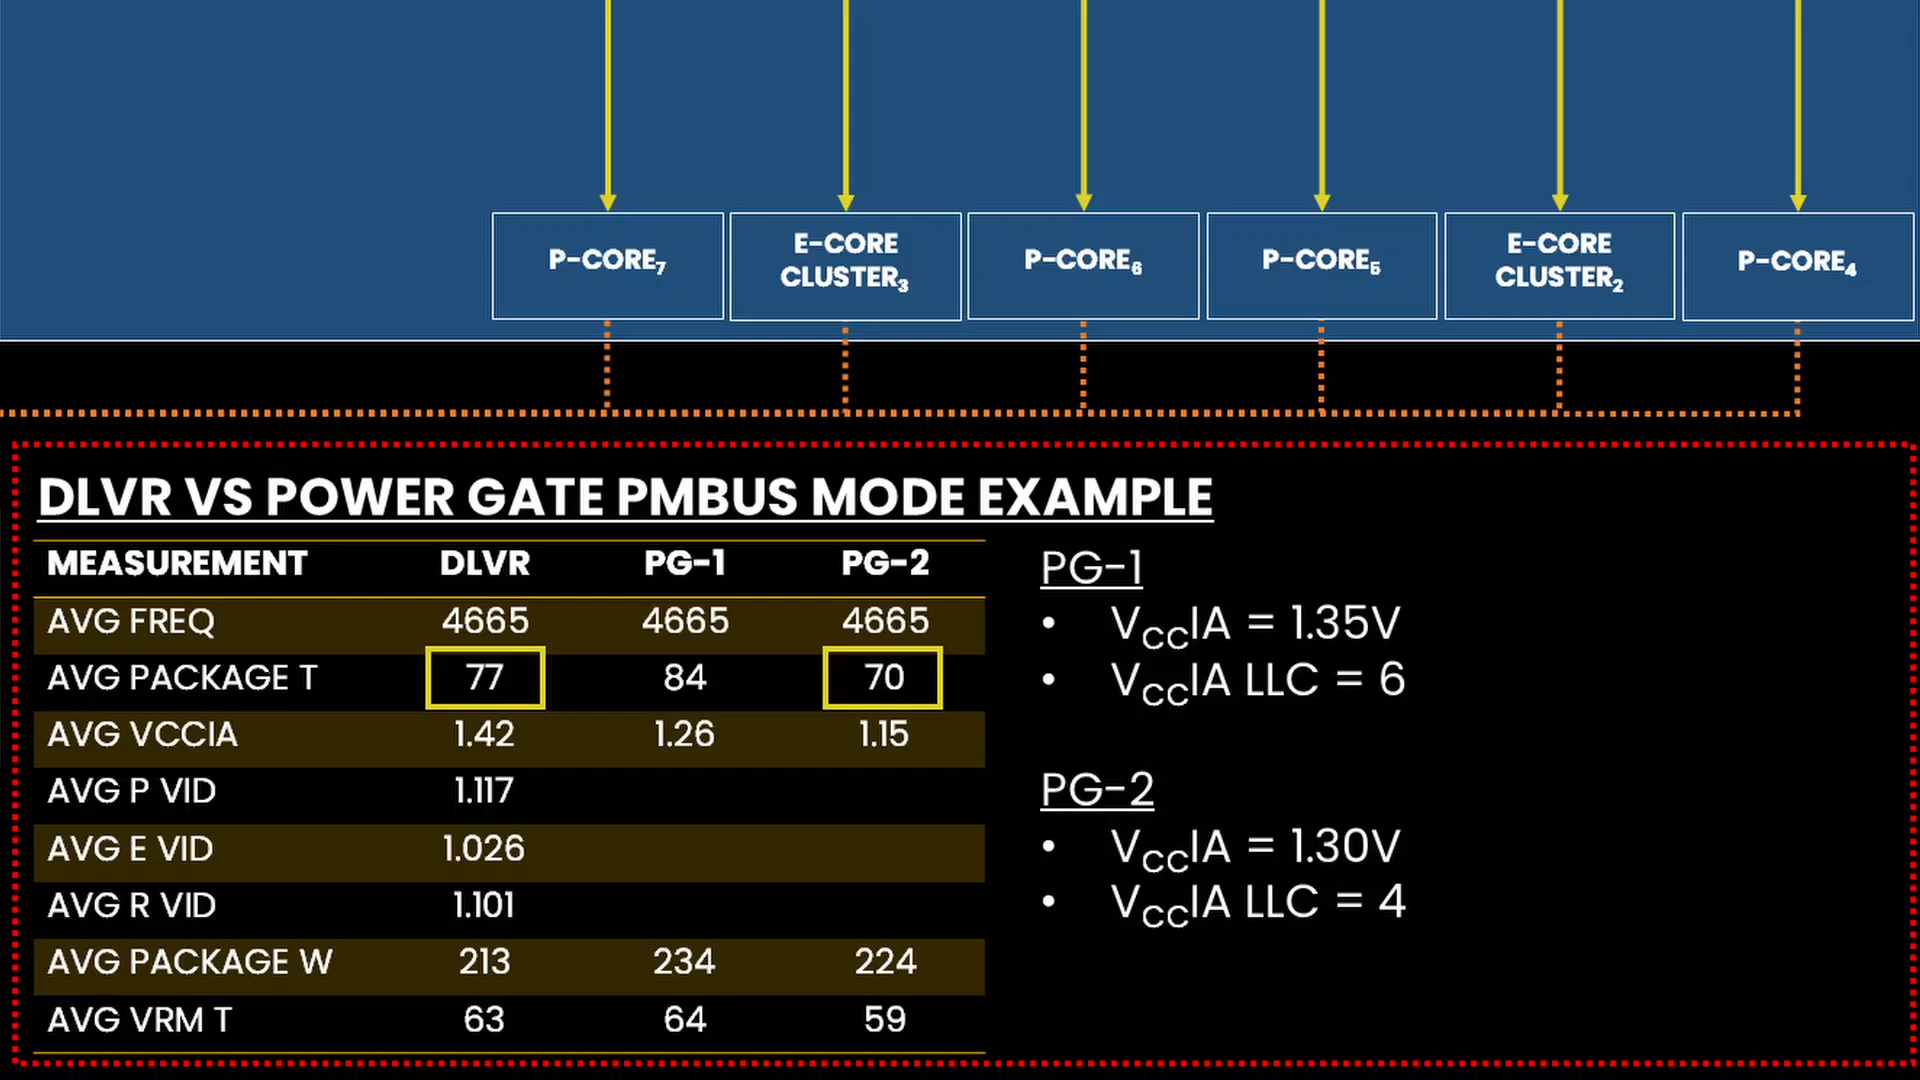 P-CORE7
E-CORE
CLUSTER3
P-CORE6
P-CORE5
E-CORE
CLUSTER2
P-CORE4
DLVR VS POWER GATE PMBUS MODE EXAMPLE
MEASUREMENT DLVR PG-1 PG-2
AVG FREQ 4665 4665 4665
AVG PACKAGE T 77 84 70
AVG VCCIA 1.42 1.26 1.15
AVG P VID 1.117
AVG E VID 1.026
AVG R VID 1.101
AVG PACKAGE W 213 234 224
AVG VRM T 63 64 59
PG-1
• VCCIA = 1.35V
• VCCIA LLC = 6
PG-2
• VCCIA = 1.30V
• VCCIA LLC = 4